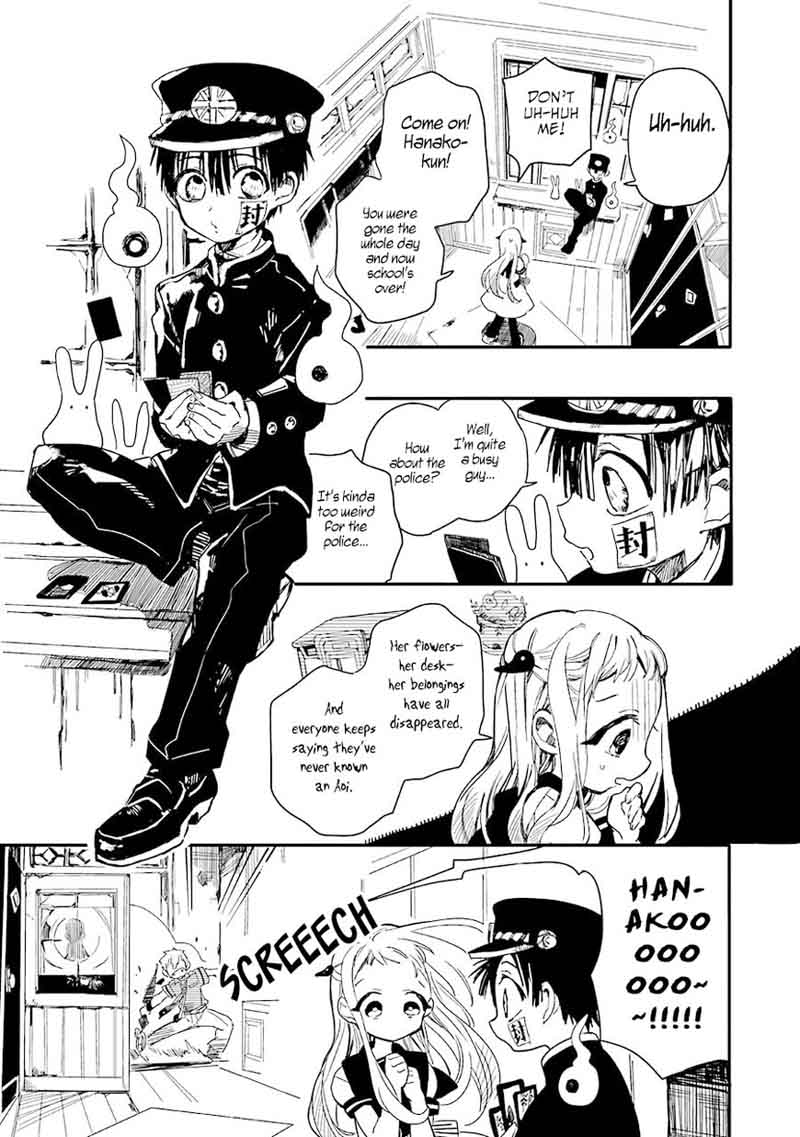 Uh-huh.
DON'T
UH-HUH
ME!
Come on!
Hanako-
kun!
You were
gone the
whole day
and now
school's
over!
封
Well,
I'm quite
a busy
guy...
How
about the
police?
It's kinda
too weird
for the
police...
封
Her flowers—
her desk—
her belongings
have all
disappeared.
And
everyone keeps
saying they've
never known
an Aoi.
HAN-
AKOO
OOO
OOO~
~!!!!!
SCREEECH
封